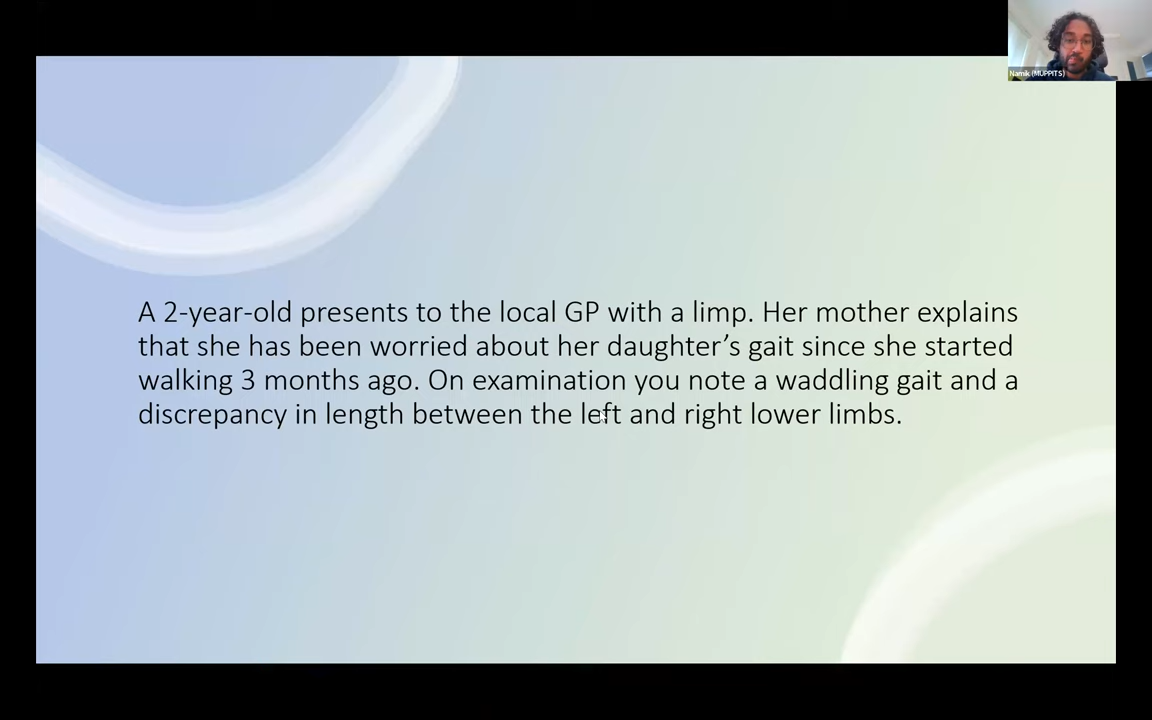 Namik (MUPPITS)
A 2-year-old presents to the local GP with a limp. Her mother explains
that she has been worried about her daughter’s gait since she started
walking 3 months ago. On examination you note a waddling gait and a
discrepancy in length between the left and right lower limbs.